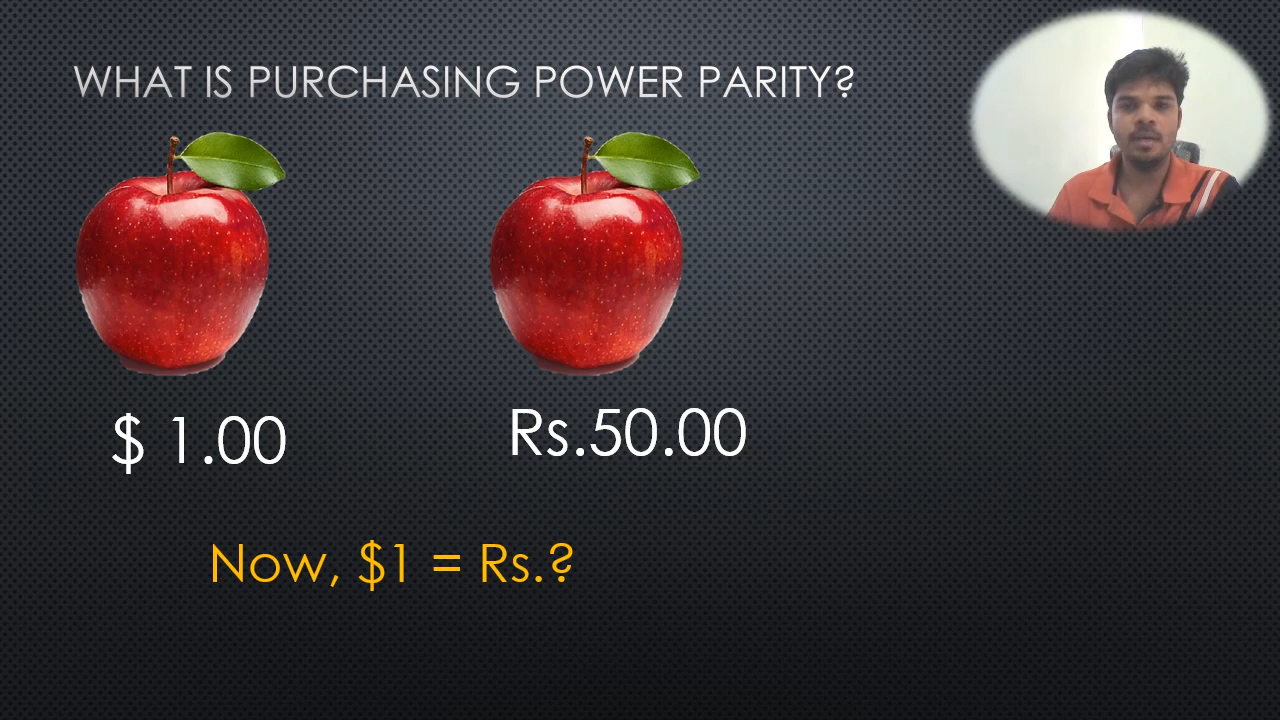 WHAT IS PURCHASING POWER PARITY?
$ 1.00
Rs.50.00
Now, $1 = Rs.?